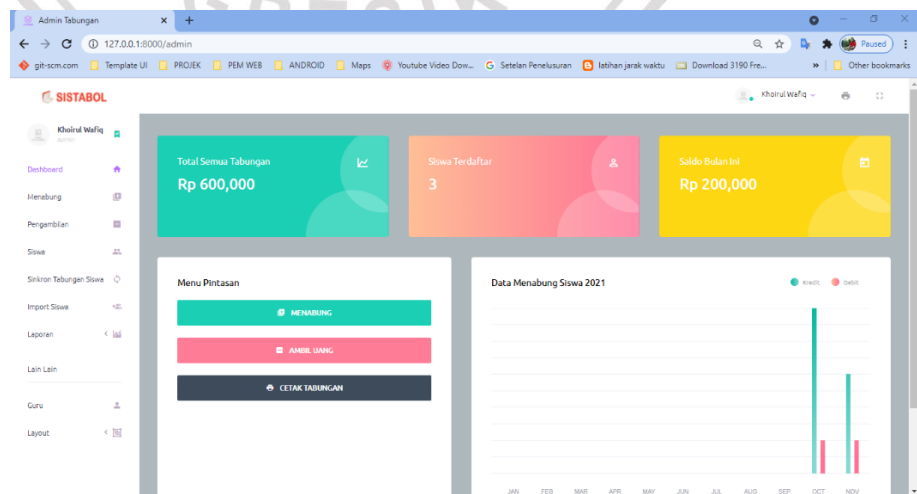 Admin Tabungan
127.0.0.1:8000/admin
Paused
git-scm.com Template UI PROJEK PEM WEB ANDROID Maps Youtube Video Dow... Setelan Penelusuran latihan jarak waktu Download 3190 Fre... » Other bookmarks
SISTABOL
Khoirul Wafiq
Khoirul Wafiq
Dashboard
Menabung
Pengambilan
Siswa
Sinkron Tabungan Siswa
Import Siswa
Laporan
Lain Lain
Guru
Layout
Total Semua Tabungan
Rp 600,000
Siswa Terdaftar
3
Saldo Bulan Ini
Rp 200,000
Menu Pintasan
MENABUNG
AMBIL UANG
CETAK TABUNGAN
Data Menabung Siswa 2021
Kredit Debit
JAN FEB MAR APR MAY JUN JUL AUG SEP OCT NOV